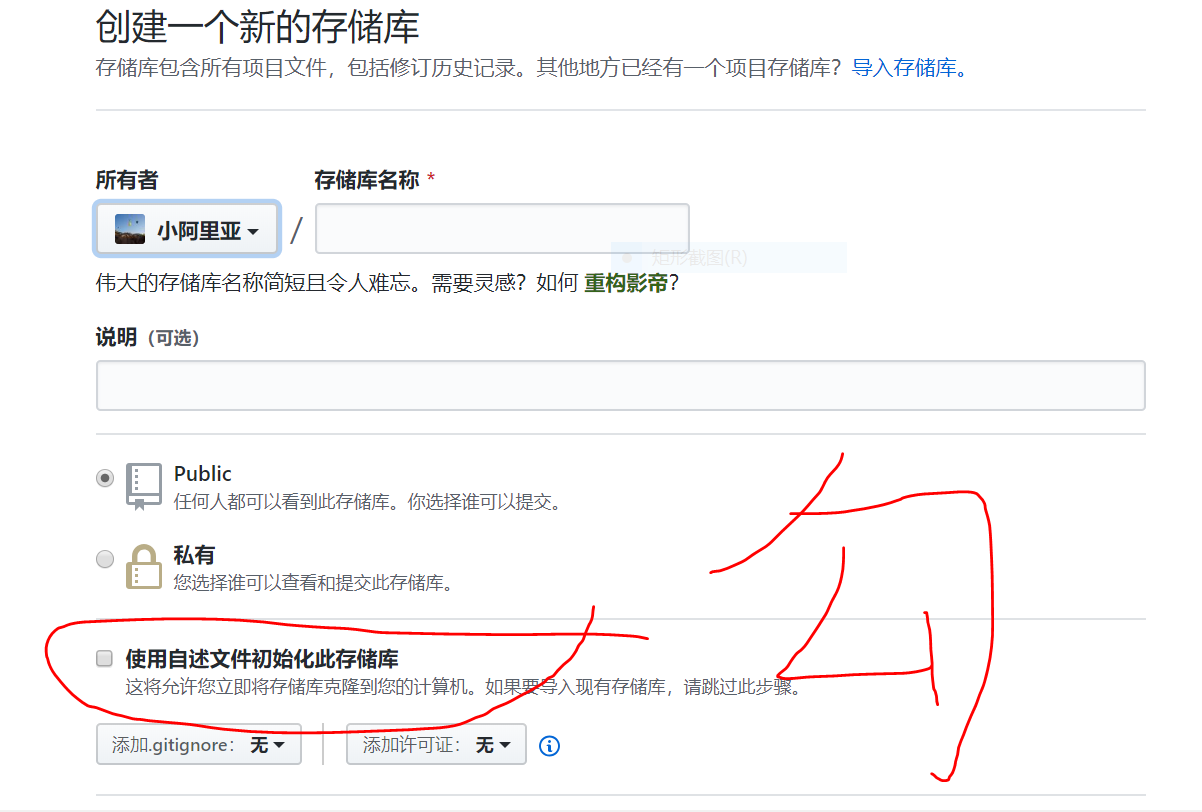 创建一个新的存储库
存储库包含所有项目文件，包括修订历史记录。其他地方已经有一个项目存储库？导入存储库。
所有者 存储库名称 *
小阿里亚 /
矩形截图(R)
伟大的存储库名称简短且令人难忘。需要灵感？如何 重构影帝？
说明（可选）
Public
任何人都可以看到此存储库。你选择谁可以提交。
私有
您选择谁可以查看和提交此存储库。
勾
使用自述文件初始化此存储库
这将允许您立即将存储库克隆到您的计算机。如果要导入现有存储库，请跳过此步骤。
添加.gitignore：无 添加许可证：无